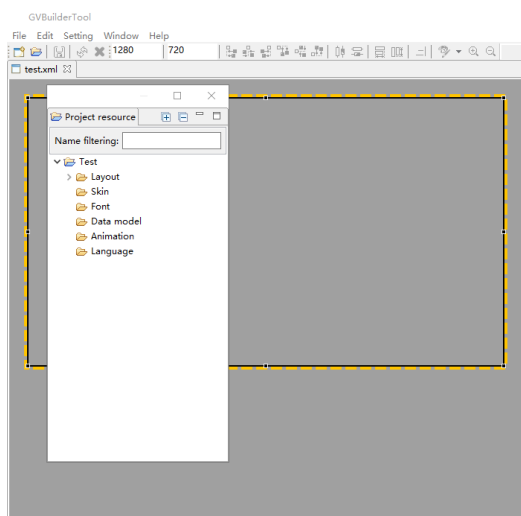 GVBuilderTool
File Edit Setting Window Help
1280 720
test.xml
Project resource
Name filtering:
Test
Layout
Skin
Font
Data model
Animation
Language